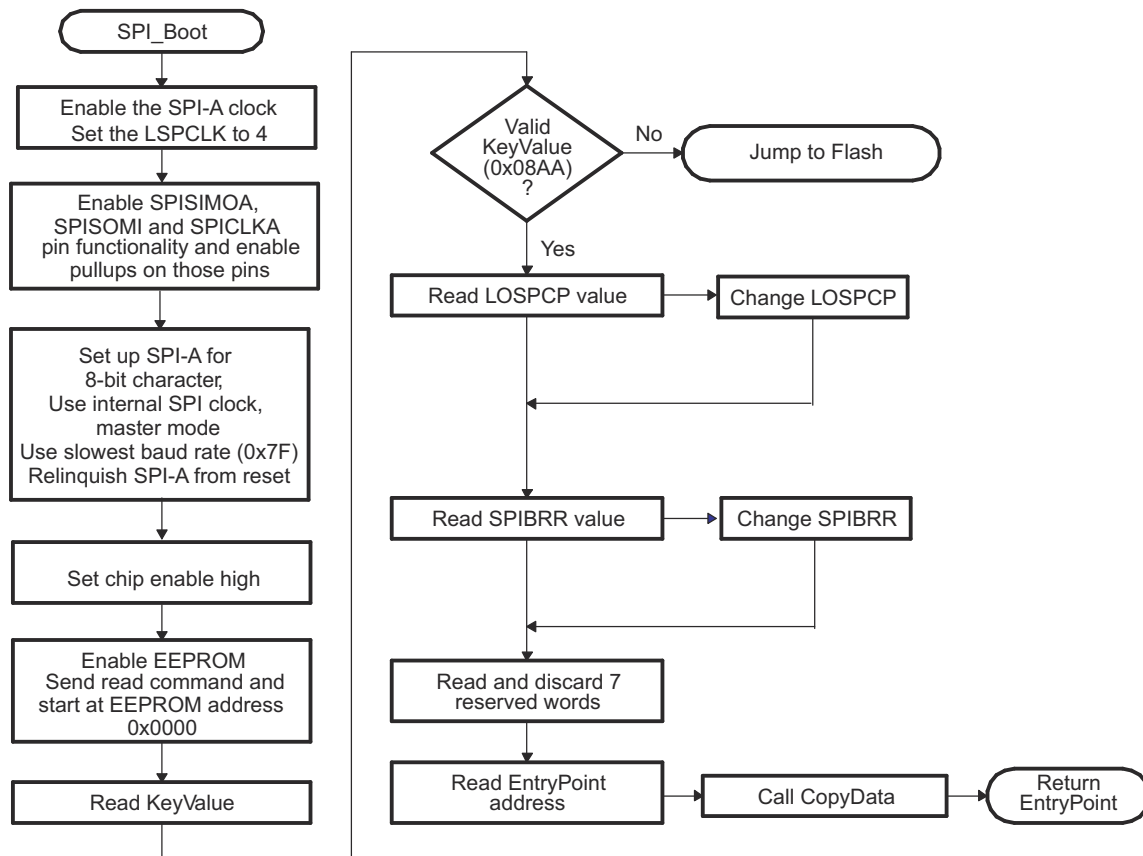 SPI_Boot
Enable the SPI-A clock
Set the LSPCLK to 4
Enable SPISIMOA,
SPISOMI and SPICLKA
pin functionality and enable
pullups on those pins
Set up SPI-A for
8-bit character,
Use internal SPI clock,
master mode
Use slowest baud rate (0x7F)
Relinquish SPI-A from reset
Set chip enable high
Enable EEPROM
Send read command and
start at EEPROM address
0x0000
Read KeyValue
Valid
KeyValue
(0x08AA)
?
No
Jump to Flash
Yes
Read LOSPCP value
Change LOSPCP
Read SPIBRR value
Change SPIBRR
Read and discard 7
reserved words
Read EntryPoint
address
Call CopyData
Return
EntryPoint